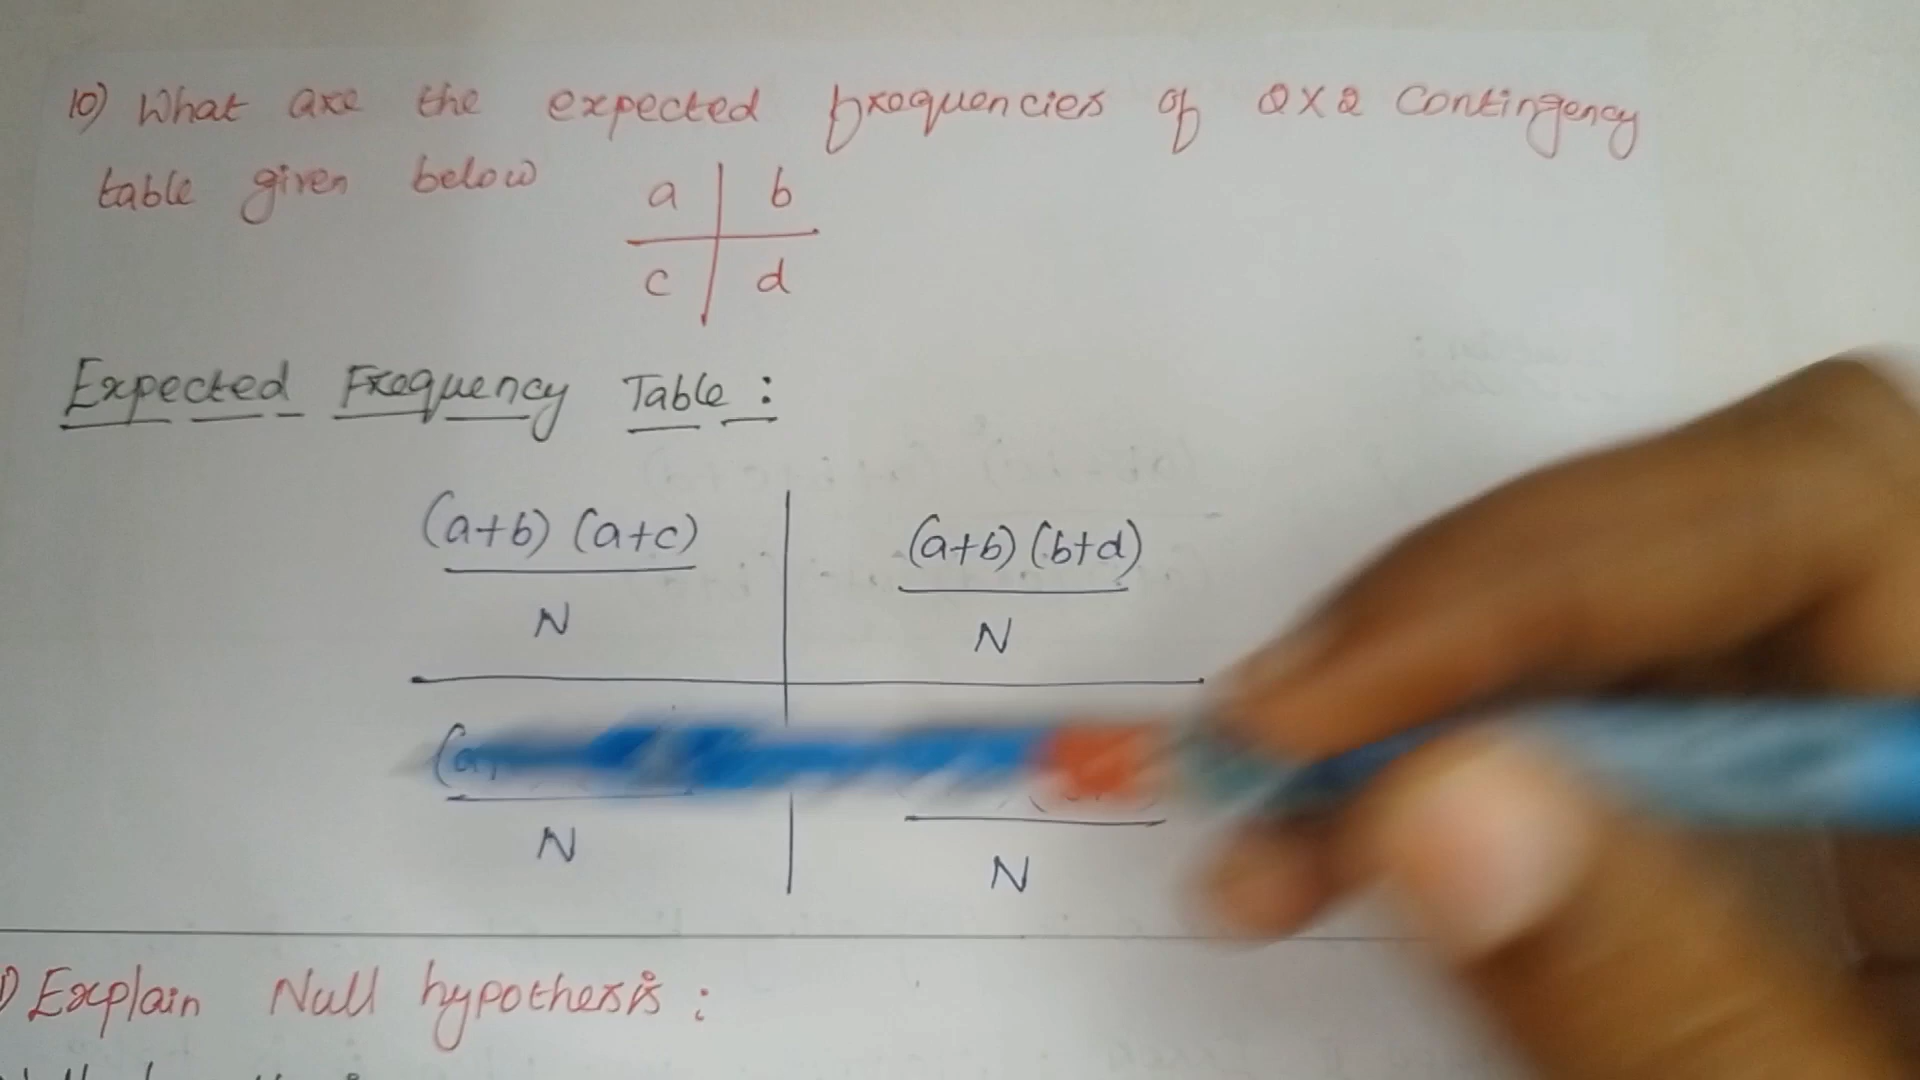 10) What are the expected frequencies of 2x2 Contingency
table given below
a b
c d
Expected Frequency Table :
(a+b) (a+c) (a+b) (b+d)
N N
(a
N N
Explain Null hypothesis :